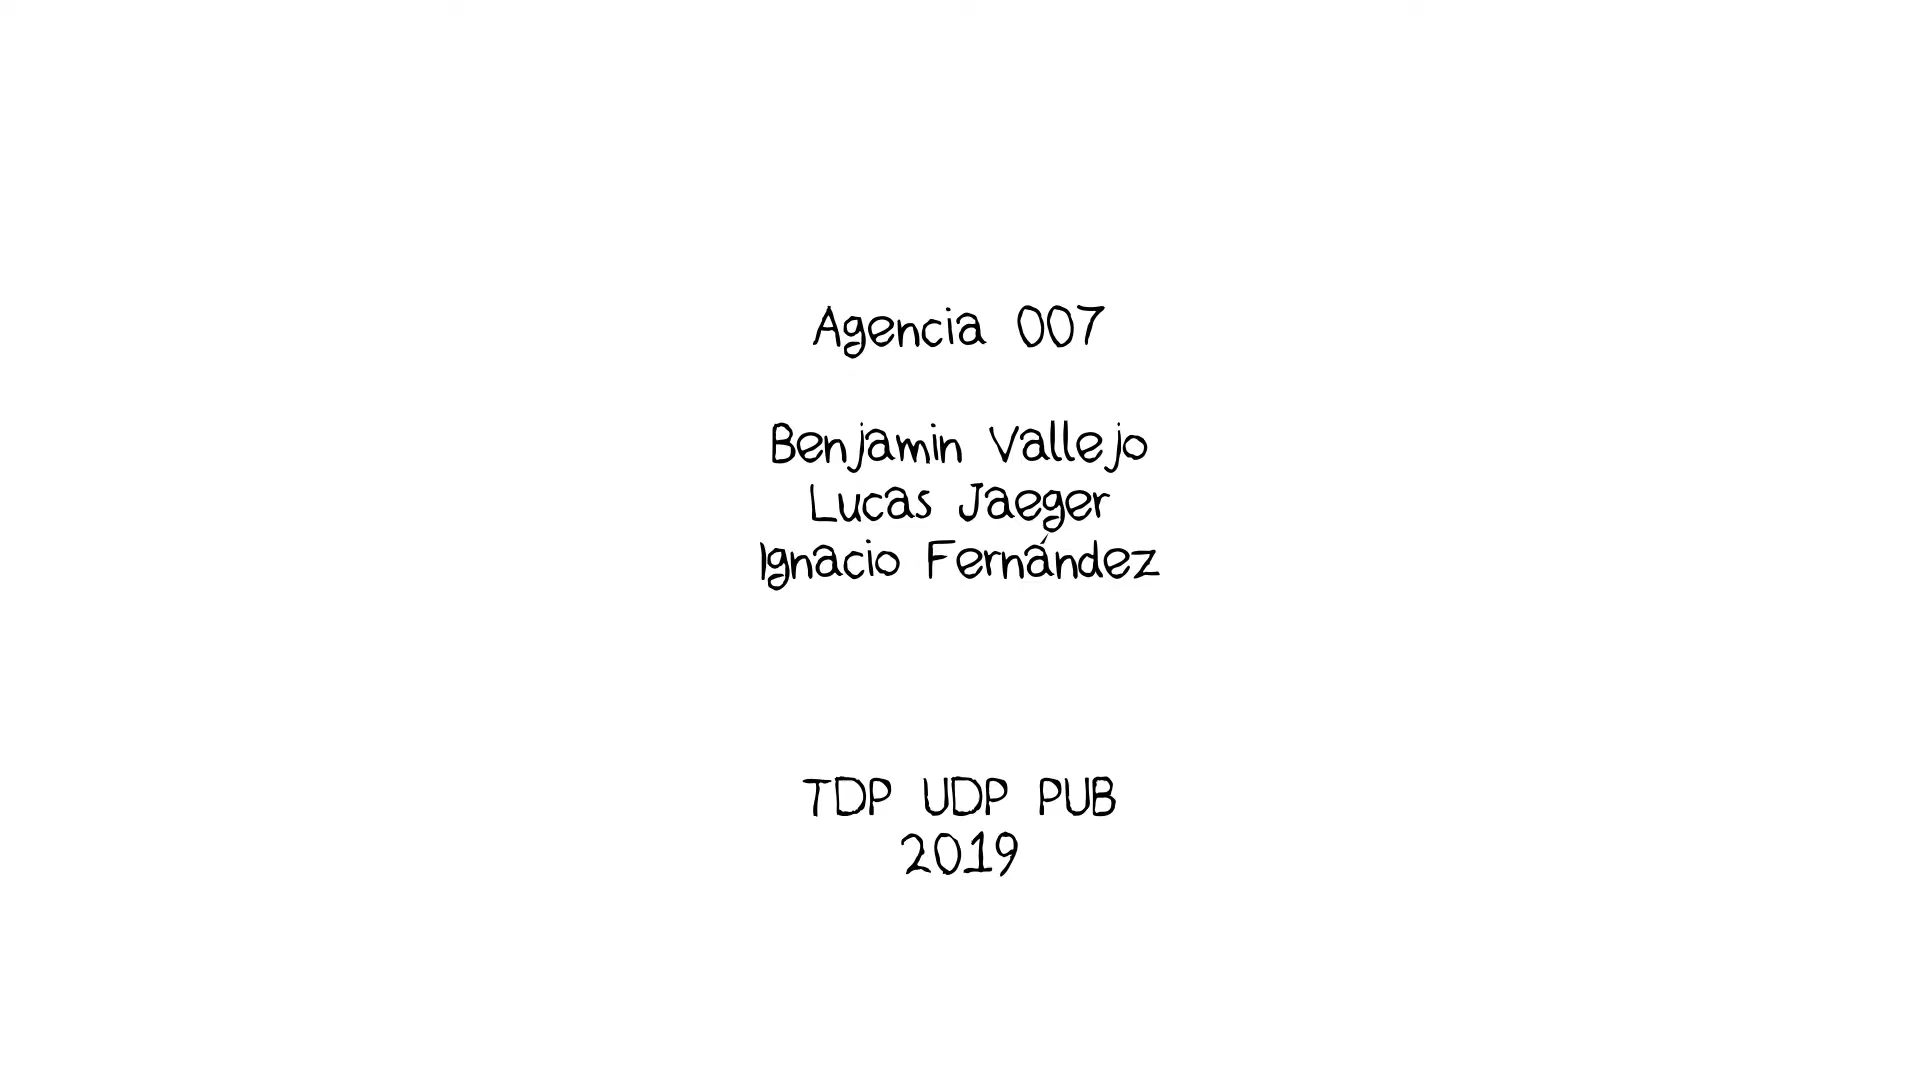 Agencia 007
Benjamin Vallejo
Lucas Jaeger
Ignacio Fernández
TDP UDP PUB
2019